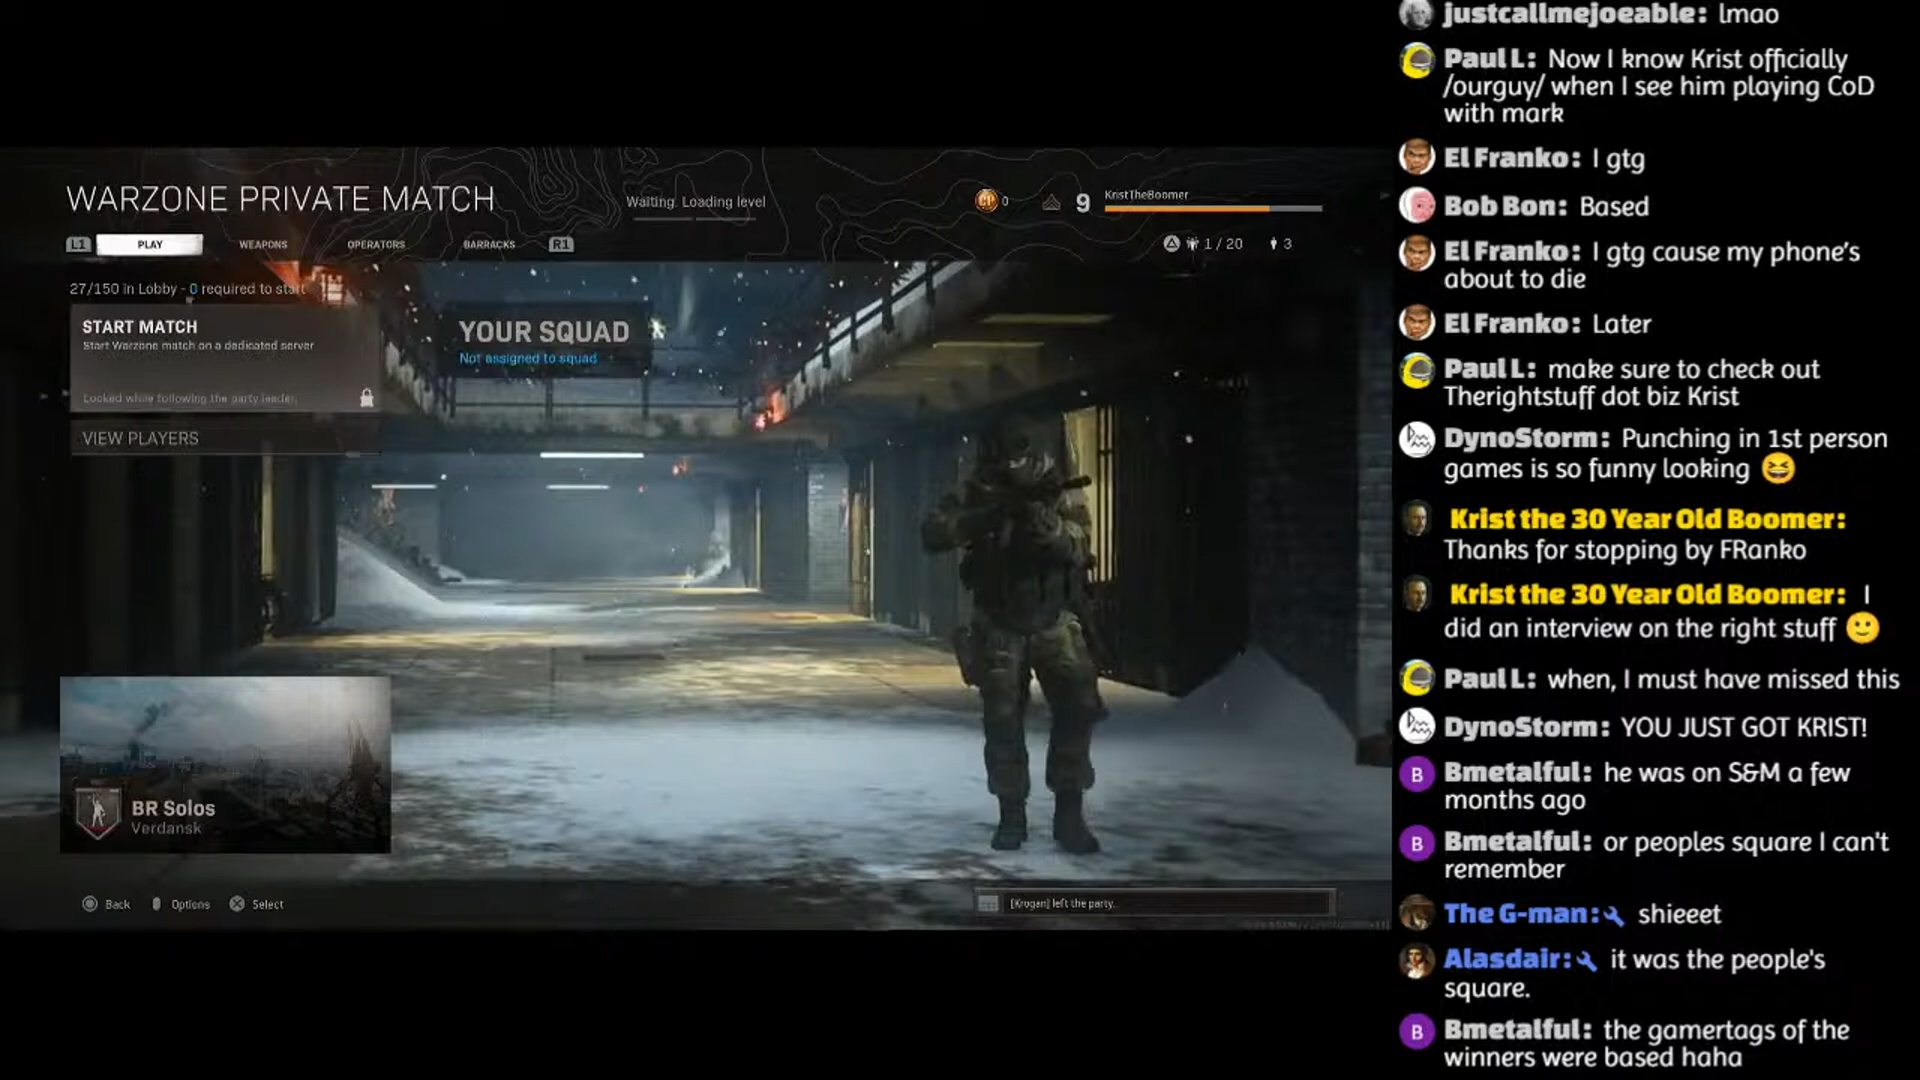 WARZONE PRIVATE MATCH
Waiting. Loading level
CP 0
9
KristTheBoomer
L1 PLAY WEAPONS OPERATORS BARRACKS R1
1 / 20 3
27/150 in Lobby - 0 required to start
START MATCH
Start Warzone match on a dedicated server
Locked while following the party leader.
VIEW PLAYERS
YOUR SQUAD
Not assigned to squad
BR Solos
Verdansk
Back Options Select
[Krogan] left the party.
justcallmejoeable: lmao
Paul L: Now I know Krist officially
/ourguy/ when I see him playing CoD
with mark
El Franko: I gtg
Bob Bon: Based
El Franko: I gtg cause my phone's
about to die
El Franko: Later
Paul L: make sure to check out
Therightstuff dot biz Krist
DynoStorm: Punching in 1st person
games is so funny looking 😆
Krist the 30 Year Old Boomer:
Thanks for stopping by FRanko
Krist the 30 Year Old Boomer: I
did an interview on the right stuff 🙂
Paul L: when, I must have missed this
DynoStorm: YOU JUST GOT KRIST!
B Bmetalful: he was on S&M a few
months ago
B Bmetalful: or peoples square I can't
remember
The G-man: shieeet
Alasdair: it was the people's
square.
B Bmetalful: the gamertags of the
winners were based haha